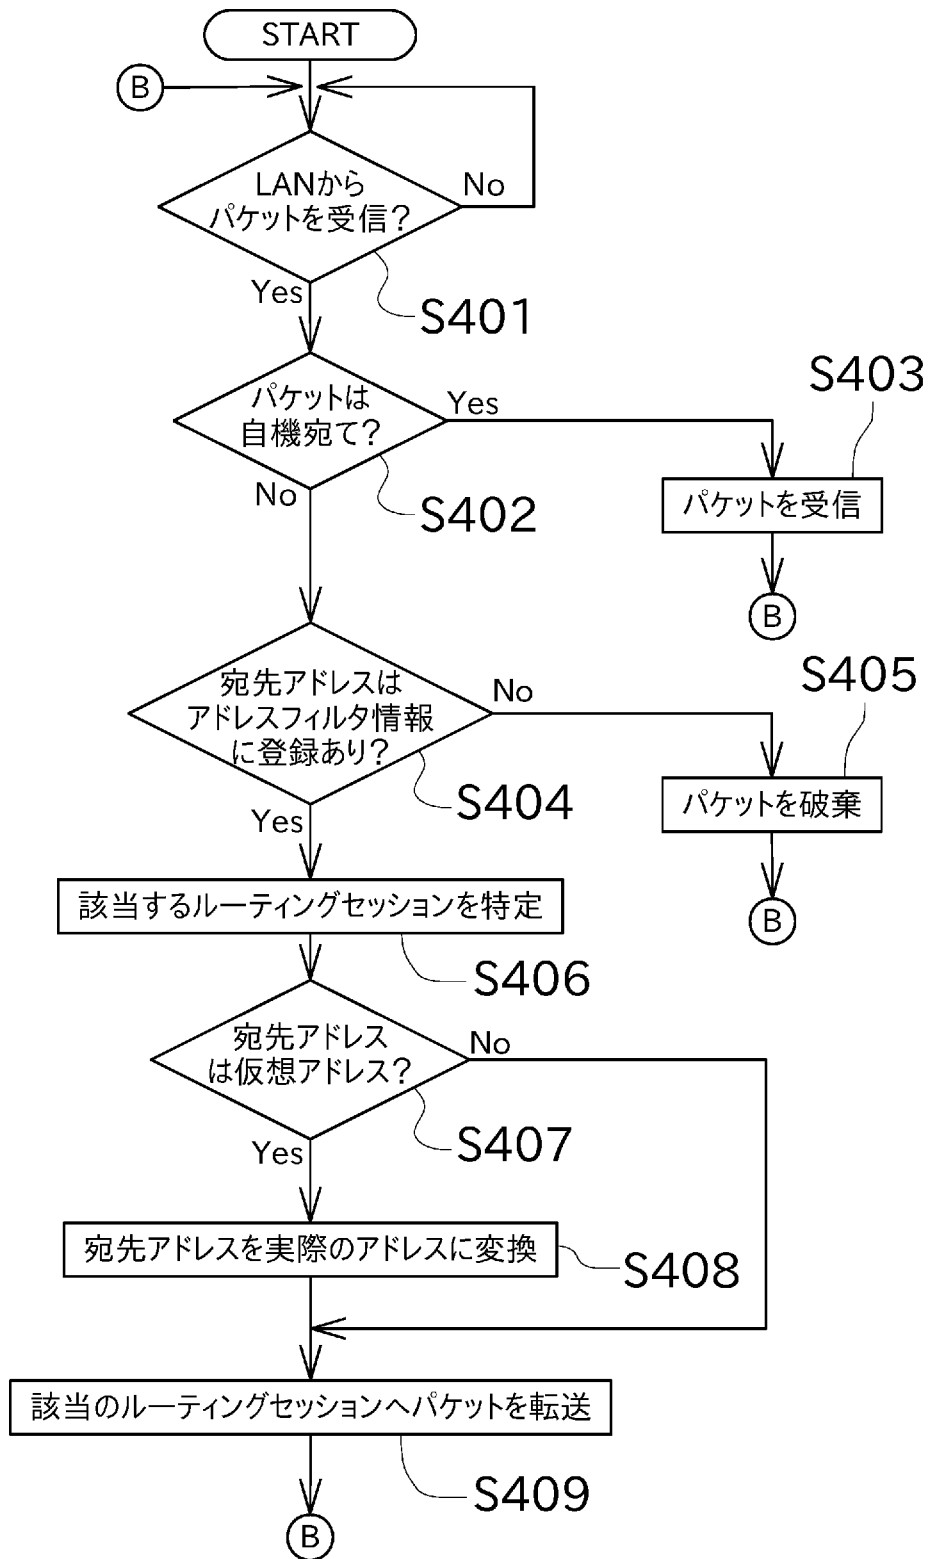 START
B
LANから
パケットを受信？
No
Yes
S401
パケットは
自機宛て？
Yes
No
S402
S403
パケットを受信
B
宛先アドレスは
アドレスフィルタ情報
に登録あり？
No
Yes
S404
S405
パケットを破棄
B
該当するルーティングセッションを特定
S406
宛先アドレス
は仮想アドレス？
No
Yes
S407
宛先アドレスを実際のアドレスに変換
S408
該当のルーティングセッションへパケットを転送
S409
B